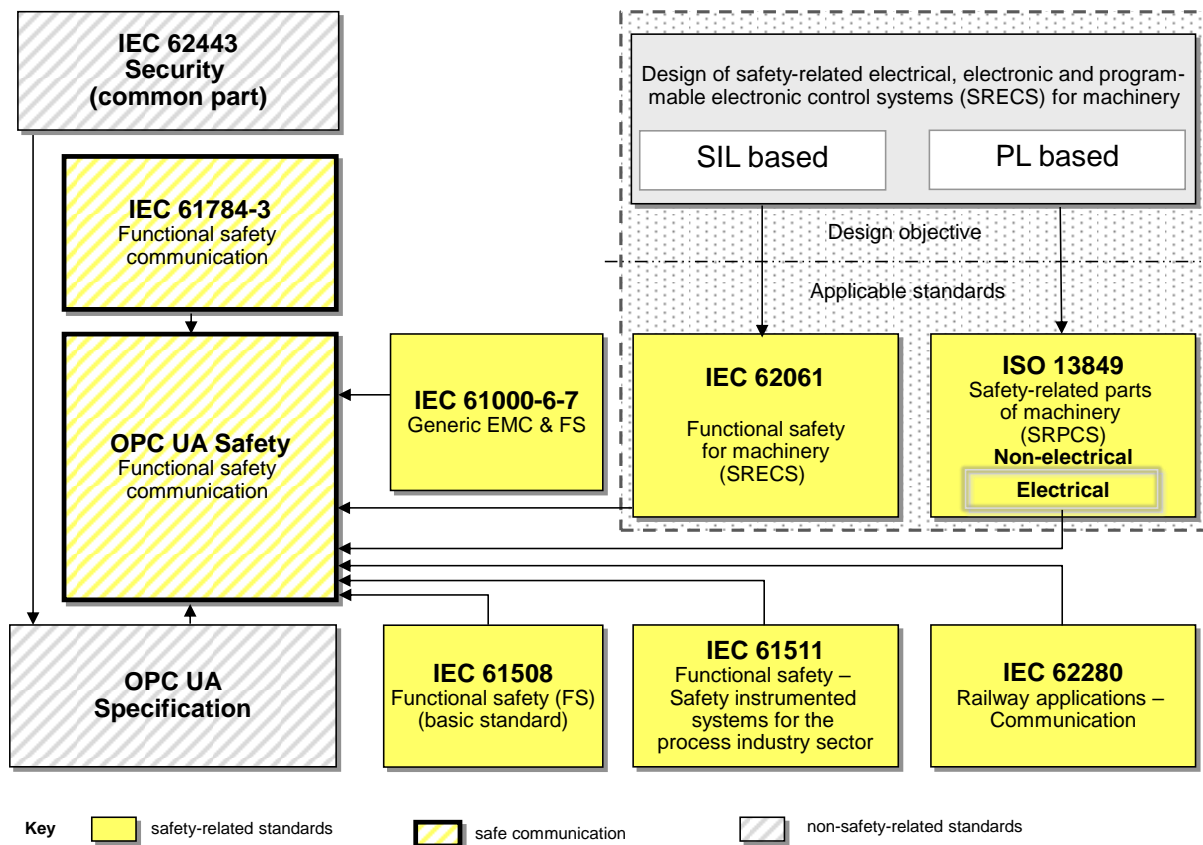 IEC 62443
Security
(common part)
Design of safety-related electrical, electronic and program-
mable electronic control systems (SRECS) for machinery
SIL based
PL based
IEC 61784-3
Functional safety
communication
Design objective
Applicable standards
OPC UA Safety
Functional safety
communication
IEC 61000-6-7
Generic EMC & FS
IEC 62061
Functional safety
for machinery
(SRECS)
ISO 13849
Safety-related parts
of machinery
(SRPCS)
Non-electrical
Electrical
OPC UA
Specification
IEC 61508
Functional safety (FS)
(basic standard)
IEC 61511
Functional safety –
Safety instrumented
systems for the
process industry sector
IEC 62280
Railway applications –
Communication
Key
safety-related standards
safe communication
non-safety-related standards